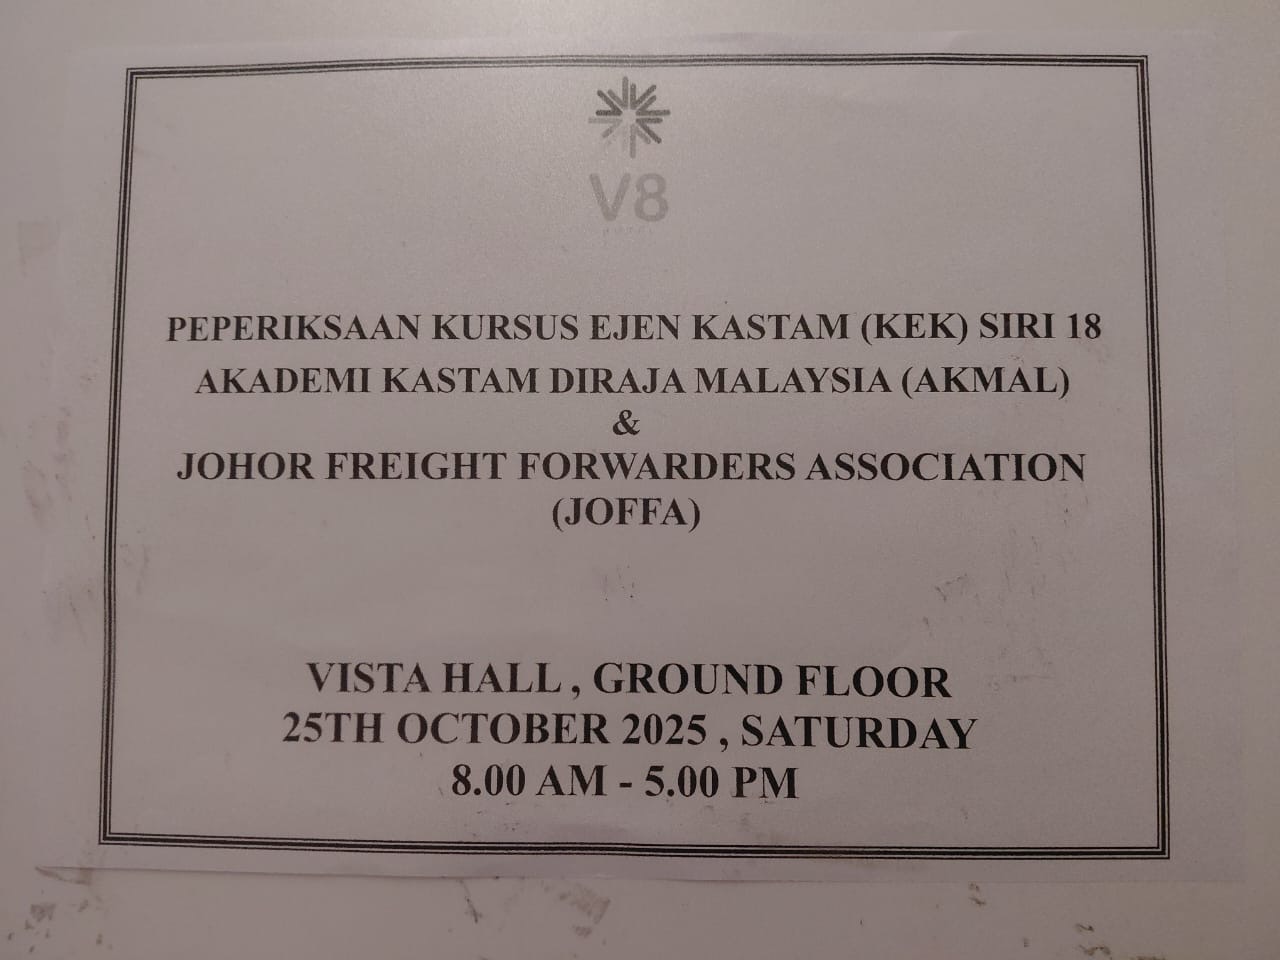 V8
HOTEL
PEPERIKSAAN KURSUS EJEN KASTAM (KEK) SIRI 18
AKADEMI KASTAM DIRAJA MALAYSIA (AKMAL)
&
JOHOR FREIGHT FORWARDERS ASSOCIATION
(JOFFA)
VISTA HALL , GROUND FLOOR
25TH OCTOBER 2025 , SATURDAY
8.00 AM - 5.00 PM